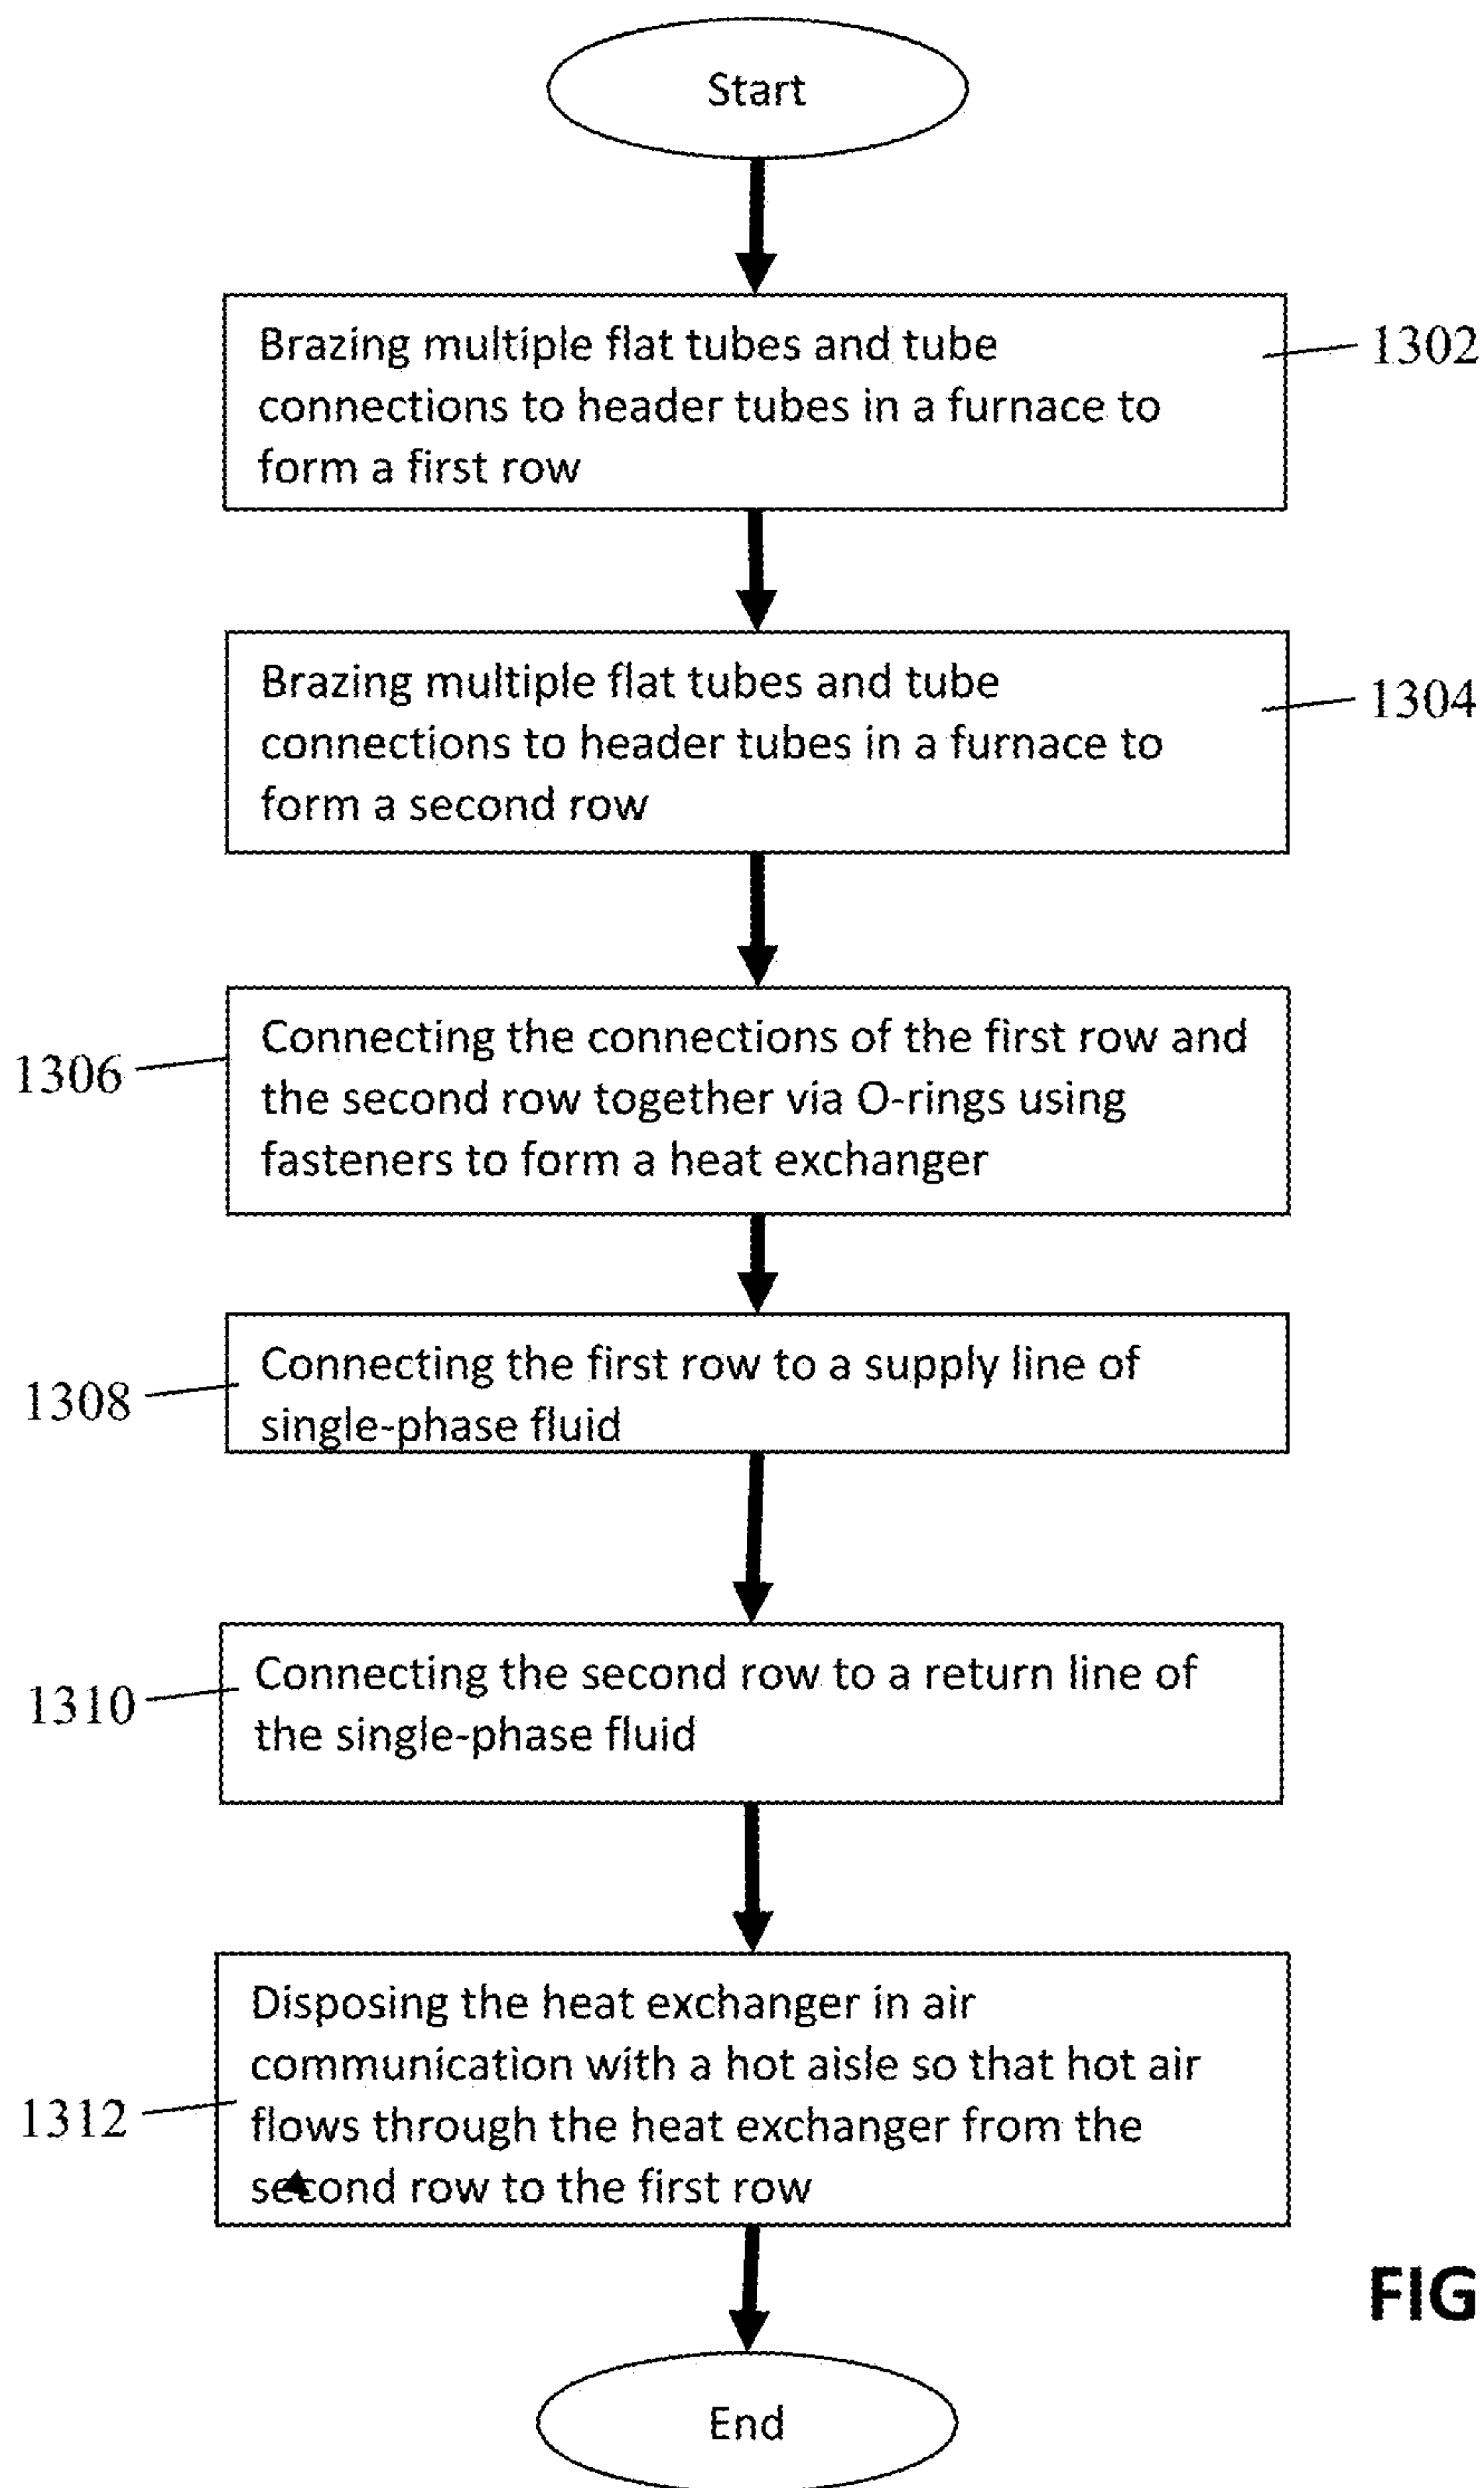 Start
Brazing multiple flat tubes and tube
connections to header tubes in a furnace to
form a first row
1302
Brazing multiple flat tubes and tube
connections to header tubes in a furnace to
form a second row
1304
1306
Connecting the connections of the first row and
the second row together via O-rings using
fasteners to form a heat exchanger
1308
Connecting the first row to a supply line of
single-phase fluid
1310
Connecting the second row to a return line of
the single-phase fluid
1312
Disposing the heat exchanger in air
communication with a hot aisle so that hot air
flows through the heat exchanger from the
second row to the first row
FIG
End